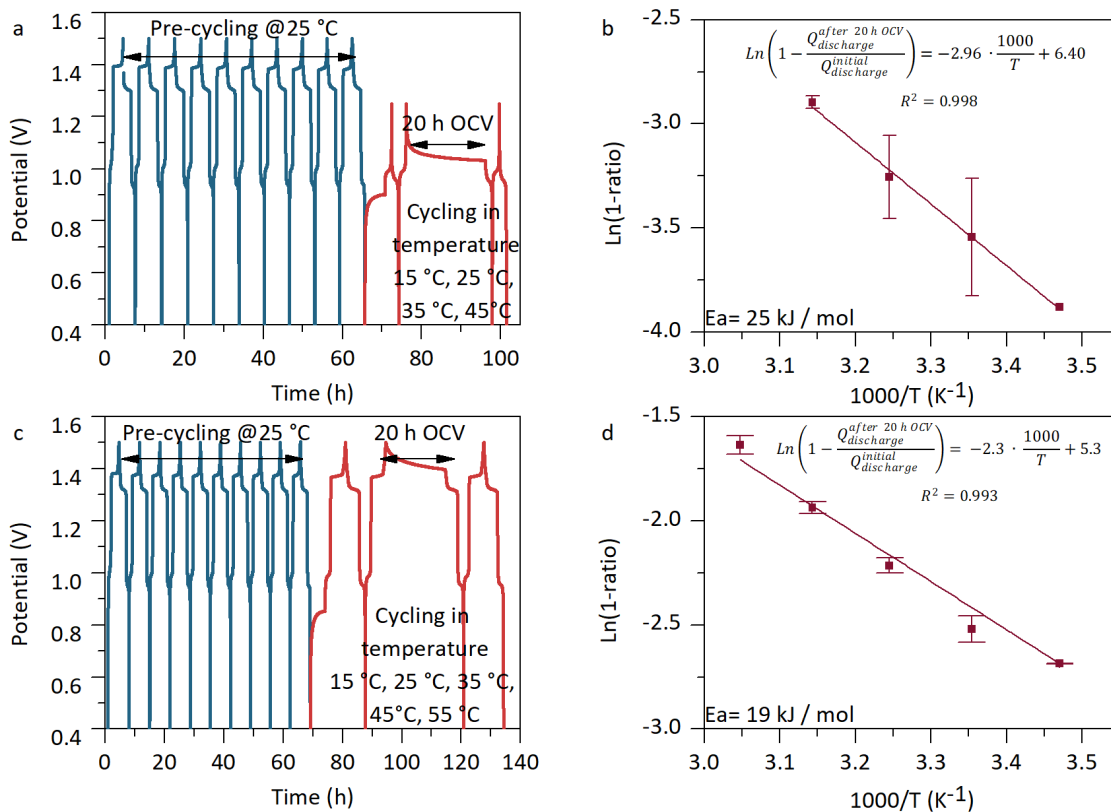 a
Pre-cycling @25 °C
20 h OCV
Cycling in
temperature
15 °C, 25 °C,
35 °C, 45°C
1.6
1.4
1.2
1.0
0.8
0.6
0.4
Potential (V)
0 20 40 60 80 100
Time (h)
b
Ln(1 − Q_discharge^after 20 h OCV / Q_discharge^initial) = −2.96 · 1000/T + 6.40
R² = 0.998
Ea= 25 kJ / mol
-2.5
-3.0
-3.5
-4.0
Ln(1-ratio)
3.0 3.1 3.2 3.3 3.4 3.5
1000/T (K⁻¹)
c
Pre-cycling @25 °C
20 h OCV
Cycling in
temperature
15 °C, 25 °C, 35 °C,
45°C, 55 °C
1.6
1.4
1.2
1.0
0.8
0.6
0.4
Potential (V)
0 20 40 60 80 100 120 140
Time (h)
d
Ln(1 − Q_discharge^after 20 h OCV / Q_discharge^initial) = −2.3 · 1000/T + 5.3
R² = 0.993
Ea= 19 kJ / mol
-1.5
-2.0
-2.5
-3.0
Ln(1-ratio)
3.0 3.1 3.2 3.3 3.4 3.5
1000/T (K⁻¹)